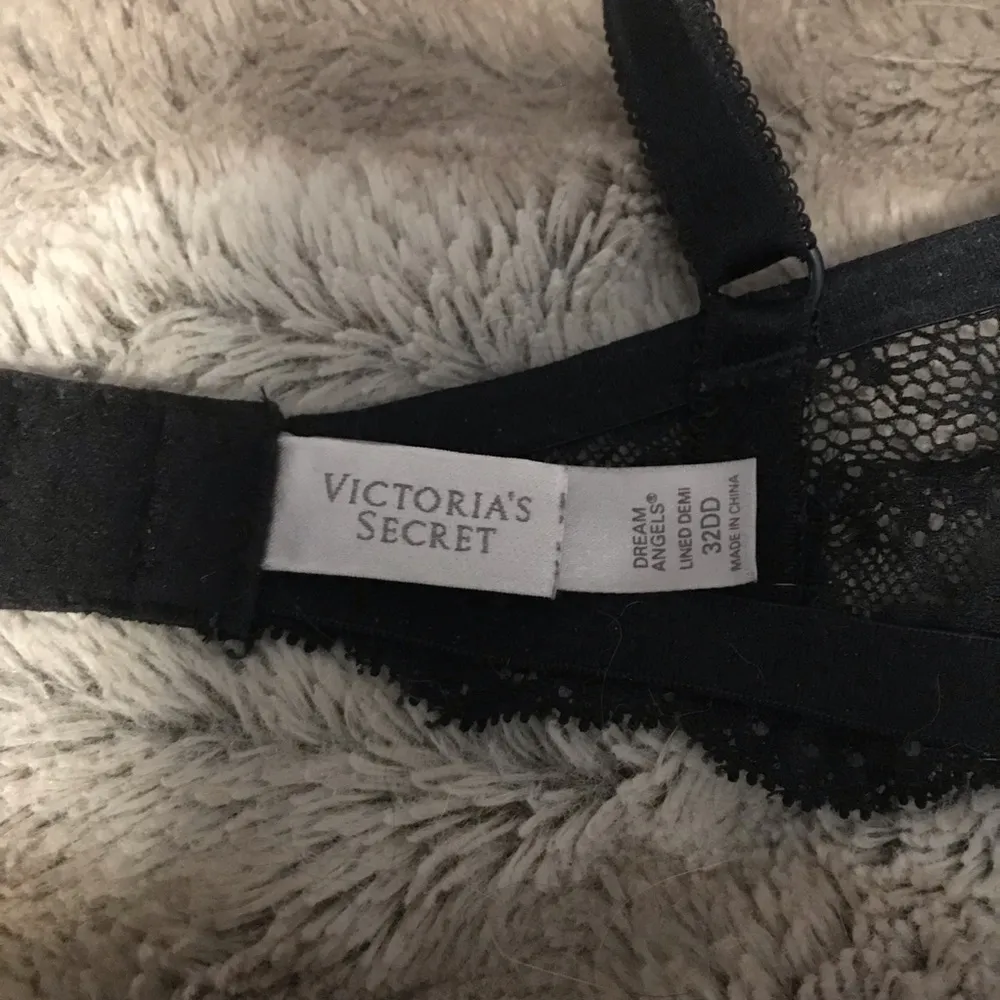 VICTORIA'S
SECRET
DREAM
ANGELS®
LINED DEMI
32DD
MADE IN CHINA